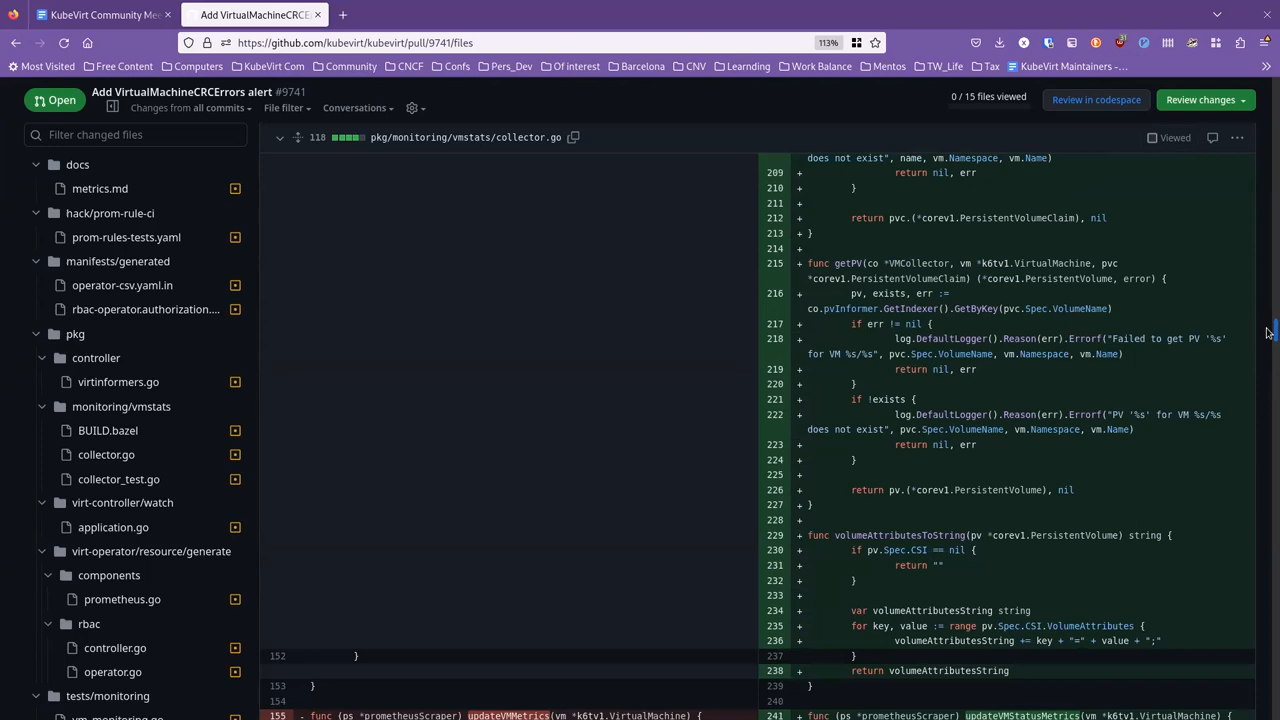 KubeVirt Community Mee
Add VirtualMachineCRCE
https://github.com/kubevirt/kubevirt/pull/9741/files
113%
Most Visited
Free Content
Computers
KubeVirt Com
Community
CNCF
Confs
Pers_Dev
Of interest
Barcelona
CNV
Learnding
Work Balance
Mentos
TW_Life
Tax
KubeVirt Maintainers -…
Open
Add VirtualMachineCRCErrors alert #9741
Changes from all commits
File filter
Conversations
0 / 15 files viewed
Review in codespace
Review changes
Filter changed files
docs
metrics.md
hack/prom-rule-ci
prom-rules-tests.yaml
manifests/generated
operator-csv.yaml.in
rbac-operator.authorization....
pkg
controller
virtinformers.go
monitoring/vmstats
BUILD.bazel
collector.go
collector_test.go
virt-controller/watch
application.go
virt-operator/resource/generate
components
prometheus.go
rbac
controller.go
operator.go
tests/monitoring
118 pkg/monitoring/vmstats/collector.go
Viewed
does not exist", name, vm.Namespace, vm.Name)
209 + return nil, err
210 + }
211 +
212 + return pvc.(*corev1.PersistentVolumeClaim), nil
213 + }
214 +
215 + func getPV(co *VMCollector, vm *k6tv1.VirtualMachine, pvc
*corev1.PersistentVolumeClaim) (*corev1.PersistentVolume, error) {
216 + pv, exists, err :=
co.pvInformer.GetIndexer().GetByKey(pvc.Spec.VolumeName)
217 + if err != nil {
218 + log.DefaultLogger().Reason(err).Errorf("Failed to get PV '%s'
for VM %s/%s", pvc.Spec.VolumeName, vm.Namespace, vm.Name)
219 + return nil, err
220 + }
221 + if !exists {
222 + log.DefaultLogger().Reason(err).Errorf("PV '%s' for VM %s/%s
does not exist", pvc.Spec.VolumeName, vm.Namespace, vm.Name)
223 + return nil, err
224 + }
225 +
226 + return pv.(*corev1.PersistentVolume), nil
227 + }
228 +
229 + func volumeAttributesToString(pv *corev1.PersistentVolume) string {
230 + if pv.Spec.CSI == nil {
231 + return ""
232 + }
233 +
234 + var volumeAttributesString string
235 + for key, value := range pv.Spec.CSI.VolumeAttributes {
236 + volumeAttributesString += key + "=" + value + ";"
152 } 237 }
238 + return volumeAttributesString
153 } 239 }
154 240
155 - func (ps *prometheusScraper) updateVMMetrics(vm *k6tv1.VirtualMachine) { 241 + func (ps *prometheusScraper) updateVMStatusMetrics(vm *k6tv1.VirtualMachine) {